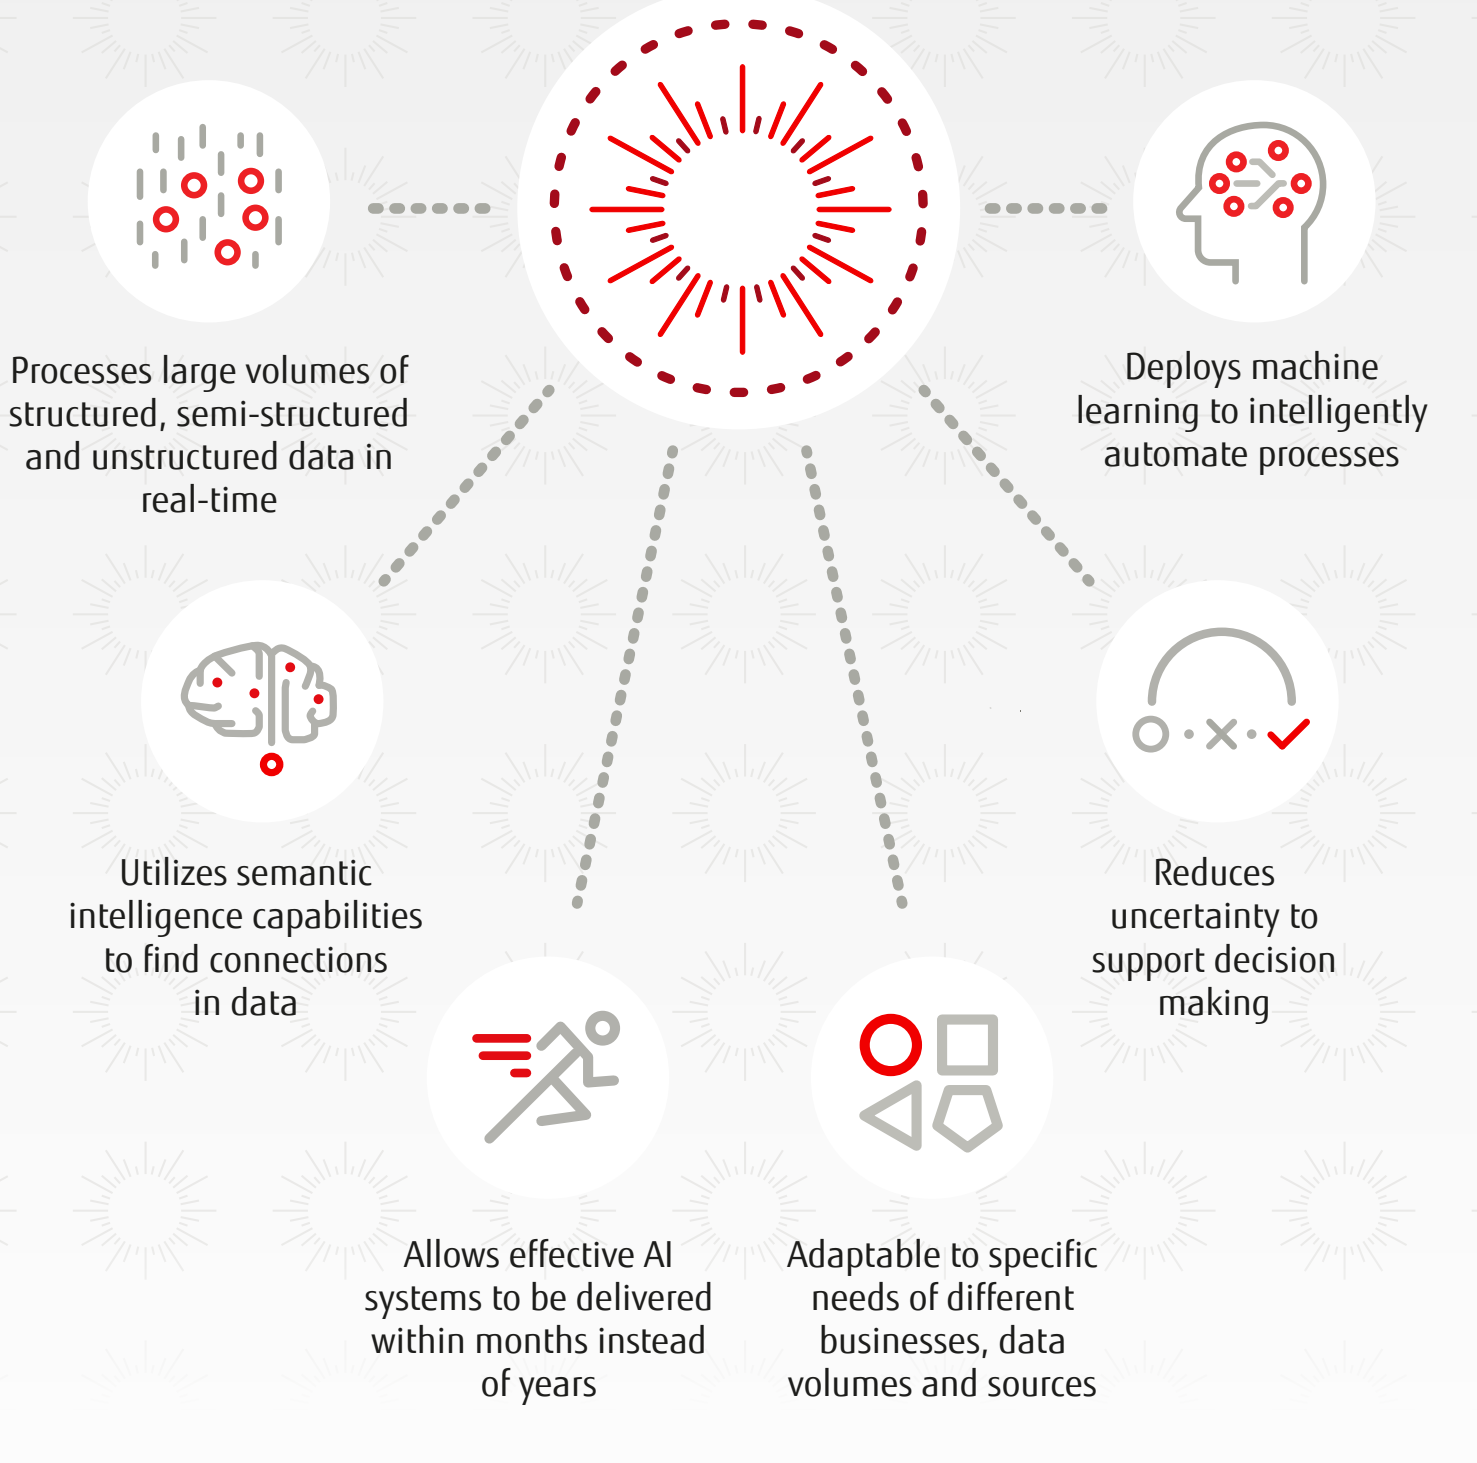 Processes large volumes of
structured, semi-structured
and unstructured data in
real-time
Deploys machine
learning to intelligently
automate processes
Utilizes semantic
intelligence capabilities
to find connections
in data
Reduces
uncertainty to
support decision
making
Allows effective AI
systems to be delivered
within months instead
of years
Adaptable to specific
needs of different
businesses, data
volumes and sources